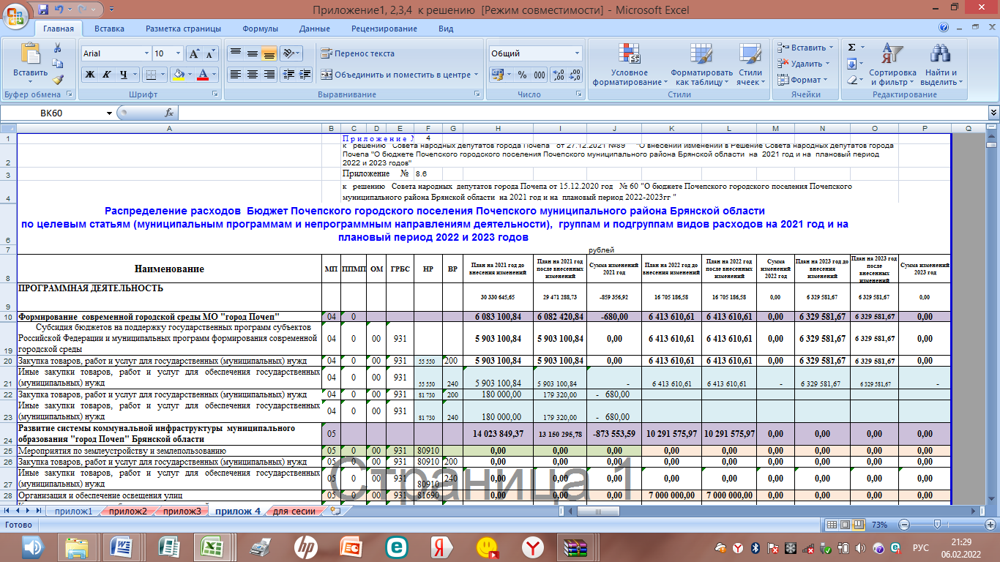 Приложение1, 2,3,4 к решению [Режим совместимости] - Microsoft Excel
Главная Вставка Разметка страницы Формулы Данные Рецензирование Вид
Вставить
Arial 10
Ж К Ч
Перенос текста
Объединить и поместить в центре
Общий
% 000
Условное форматирование
Форматировать как таблицу
Стили ячеек
Вставить
Удалить
Формат
Сортировка и фильтр
Найти и выделить
Буфер обмена Шрифт Выравнивание Число Стили Ячейки Редактирование
BK60 fx
A B C D E F G H I J K L M N O P Q
1 Приложение № 4
2 к решению Совета народных депутатов города Почепа от 27.12.2021 №89 "О внесении изменений в Решение Совета народных депутатов города
Почепа "О бюджете Почепского городского поселения Почепского муниципального района Брянской области на 2021 год и на плановый период
2022 и 2023 годов"
3 Приложение № 8.6
4 к решению Совета народных депутатов города Почепа от 15.12.2020 год № 60 "О бюджете Почепского городского поселения Почепского
муниципального района Брянской области на 2021 год и на плановый период 2022-2023гг "
6 Распределение расходов Бюджет Почепского городского поселения Почепского муниципального района Брянской области
по целевым статьям (муниципальным программам и непрограммным направлениям деятельности), группам и подгруппам видов расходов на 2021 год и на
плановый период 2022 и 2023 годов
7 рублей
8 Наименование МП ППМП ОМ ГРБС НР ВР План на 2021 год до внесения изменений План на 2021 год после внесенных изменений Сумма изменений 2021 год План на 2022 год до внесения изменений План на 2022 год после внесенных изменений Сумма изменений 2022 год План на 2023 год до внесения изменений План на 2023 год после внесенных изменений Сумма изменений 2023 год
9 ПРОГРАММНАЯ ДЕЯТЕЛЬНОСТЬ 30 330 645,65 29 471 288,73 -859 356,92 16 705 186,58 16 705 186,58 0,00 6 329 581,67 6 329 581,67 0,00
10 Формирование современной городской среды МО "город Почеп" 04 0 6 083 100,84 6 082 420,84 -680,00 6 413 610,61 6 413 610,61 0,00 6 329 581,67 6 329 581,67 0,00
19 Субсидия бюджетов на поддержку государственных программ субъектов
Российской Федерации и муниципальных программ формирования современной
городской среды 04 0 00 931 5 903 100,84 5 903 100,84 0,00 6 413 610,61 6 413 610,61 0,00 6 329 581,67 6 329 581,67 0,00
20 Закупка товаров, работ и услуг для государственных (муниципальных) нужд 04 0 00 931 55 550 200 5 903 100,84 5 903 100,84 0,00 6 413 610,61 6 413 610,61 0,00 6 329 581,67 6 329 581,67 0,00
21 Иные закупки товаров, работ и услуг для обеспечения государственных
(муниципальных) нужд 04 0 00 931 55 550 240 5 903 100,84 5 903 100,84 - 6 413 610,61 6 413 610,61 - 6 329 581,67 6 329 581,67 -
22 Закупка товаров, работ и услуг для государственных (муниципальных) нужд 04 0 00 931 81 730 200 180 000,00 179 320,00 - 680,00
23 Иные закупки товаров, работ и услуг для обеспечения государственных
(муниципальных) нужд 04 0 00 931 81 730 240 180 000,00 179 320,00 - 680,00
24 Развитие системы коммунальной инфраструктуры муниципального
образования "город Почеп" Брянской области 05 14 023 849,37 13 150 295,78 -873 553,59 10 291 575,97 10 291 575,97 0,00 0,00 0,00 0,00
25 Мероприятия по землеустройству и землепользованию 05 0 00 931 80910 0,00 0,00 0,00 0,00 0,00 0,00 0,00 0,00 0,00
26 Закупка товаров, работ и услуг для государственных (муниципальных) нужд 05 0 00 931 80910 200 0,00 0,00 0,00 0,00 0,00 0,00 0,00 0,00 0,00
27 Иные закупки товаров, работ и услуг для обеспечения государственных
(муниципальных) нужд 05 0 00 931 80910 240 0,00 0,00 0,00 0,00 0,00 0,00 0,00 0,00 0,00
28 Организация и обеспечение освещения улиц 05 0 00 931 81690 0,00 0,00 0,00 7 000 000,00 7 000 000,00 0,00 0,00 0,00 0,00
Страница 1
прилож1 прилож2 прилож3 прилож 4 для сесии
Готово 73%
РУС
21:29
06.02.2022